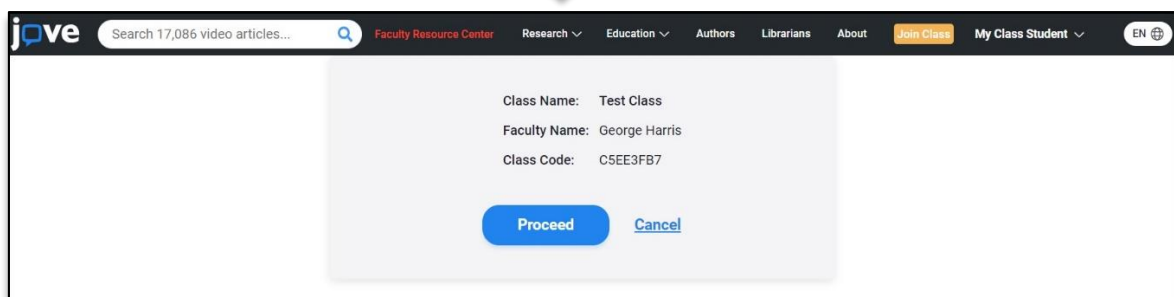 jove Search 17,086 video articles... Faculty Resource Center Research Education Authors Librarians About Join Class My Class Student EN
Class Name: Test Class
Faculty Name: George Harris
Class Code: C5EE3FB7
Proceed Cancel